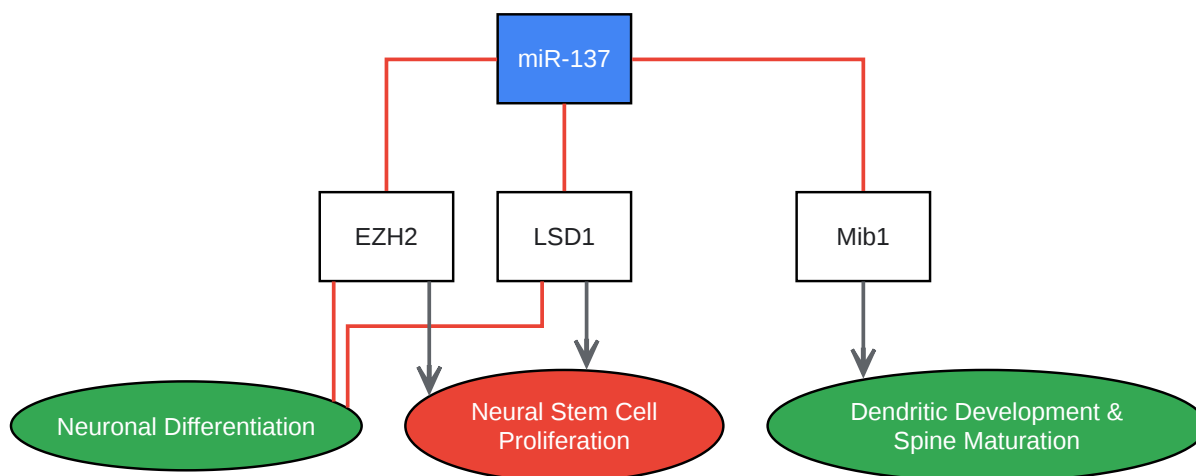 miR-137
EZH2
LSD1
Mib1
Neuronal Differentiation
Neural Stem Cell
Proliferation
Dendritic Development &
Spine Maturation